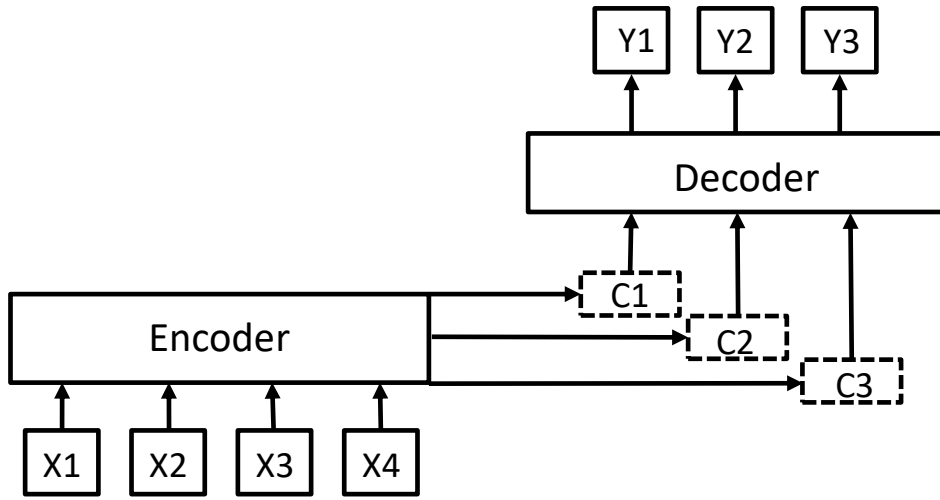 Y1 Y2 Y3
Decoder
C1
Encoder
C2
C3
X1 X2 X3 X4